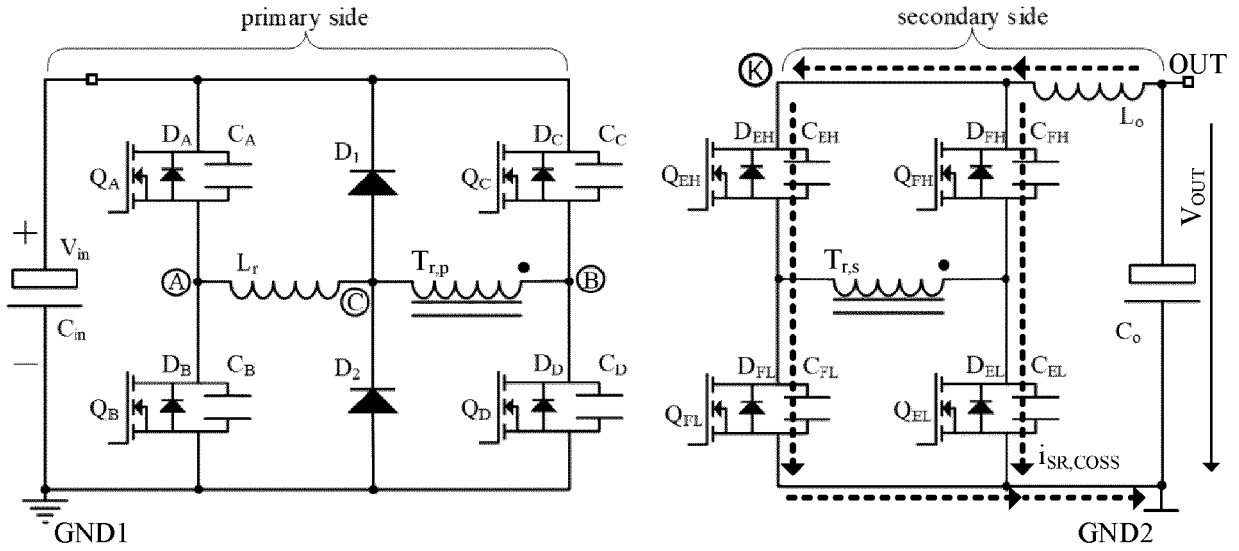 primary side
secondary side
K
OUT
D_A C_A
D_1
D_C C_C
D_EH C_EH
D_FH C_FH
L_o
Q_A
Q_C
Q_EH
Q_FH
V_OUT
+
V_in
A
L_r
C
T_r,p
B
T_r,s
C_in
−
C_o
D_B C_B
D_2
D_D C_D
D_FL C_FL
D_EL C_EL
Q_B
Q_D
Q_FL
Q_EL
i_SR,COSS
GND1
GND2